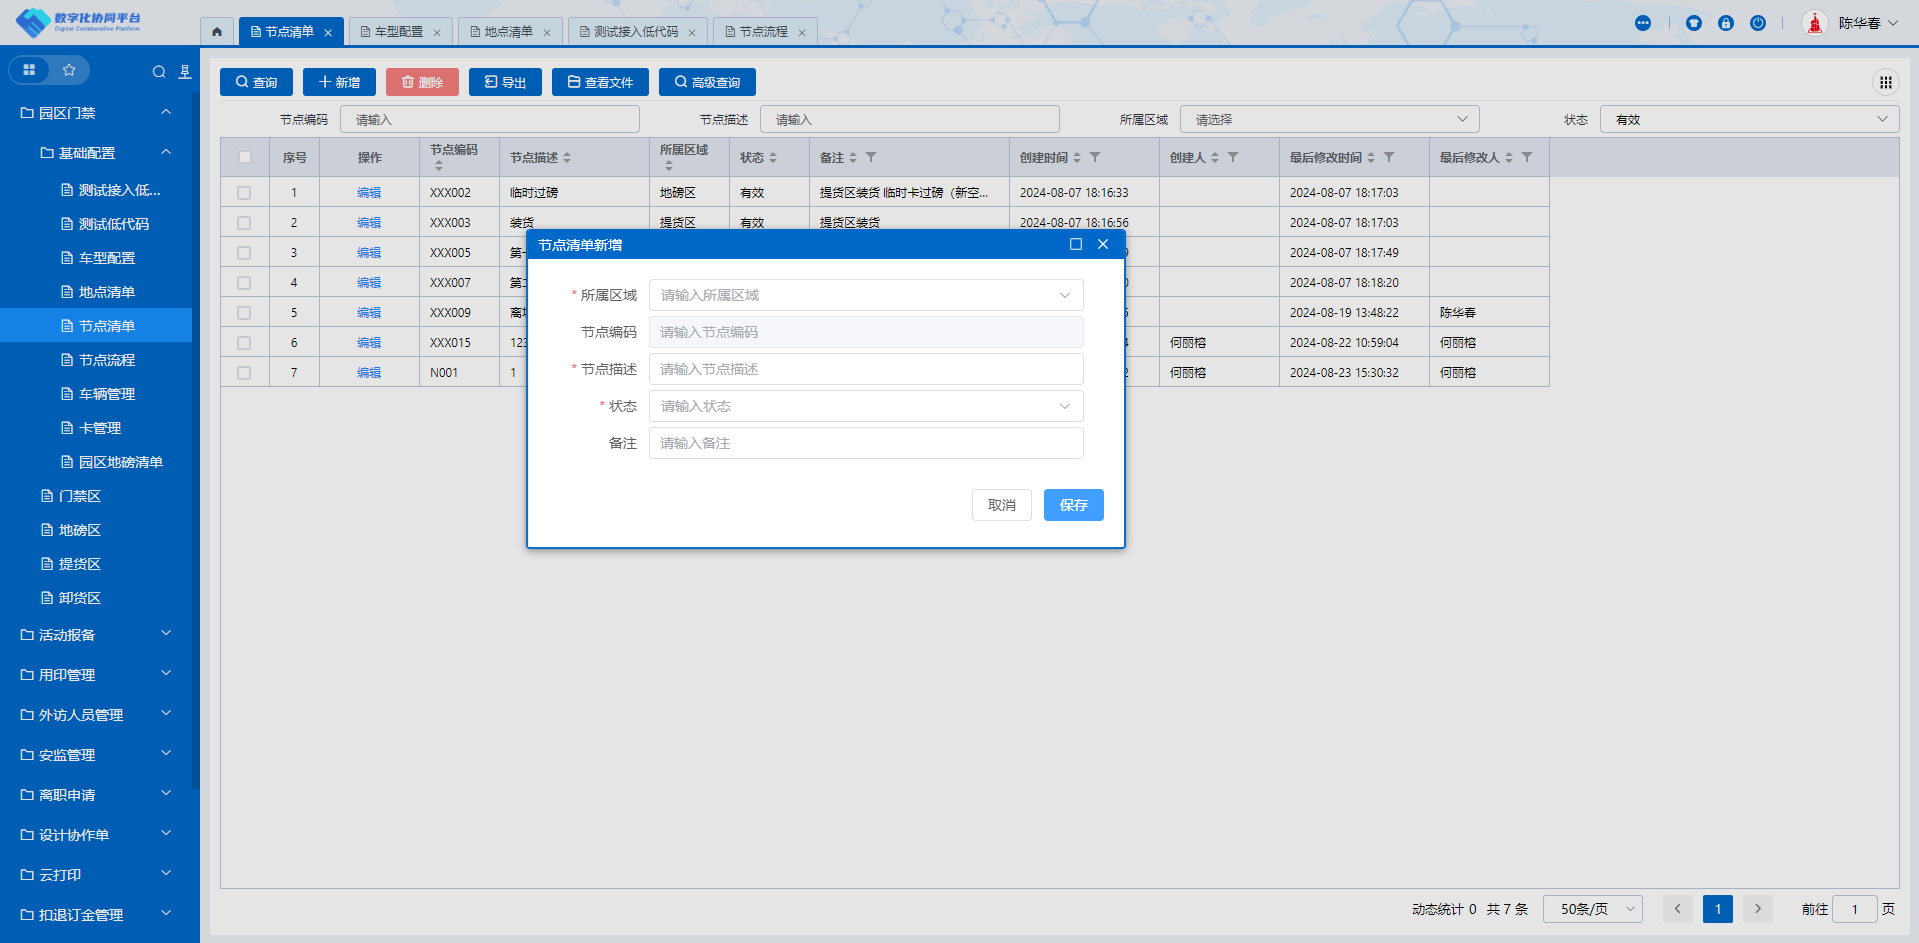 数字化协同平台
Digital Collaborative Platform
节点清单
车型配置
地点清单
测试接入低代码
节点流程
陈华春
园区门禁
基础配置
测试接入低...
测试低代码
车型配置
地点清单
节点清单
节点流程
车辆管理
卡管理
园区地磅清单
门禁区
地磅区
提货区
卸货区
活动报备
用印管理
外访人员管理
安监管理
离职申请
设计协作单
云打印
扣退订金管理
查询 新增 删除 导出 查看文件 高级查询
节点编码 请输入 节点描述 请输入 所属区域 请选择 状态 有效
序号 操作 节点编码 节点描述 所属区域 状态 备注 创建时间 创建人 最后修改时间 最后修改人
1 编辑 XXX002 临时过磅 地磅区 有效 提货区装货 临时卡过磅（新空... 2024-08-07 18:16:33 2024-08-07 18:17:03
2 编辑 XXX003 装货 提货区 有效 提货区装货 2024-08-07 18:16:56 2024-08-07 18:17:03
3 编辑 XXX005 第 2024-08-07 18:17:49
4 编辑 XXX007 第 2024-08-07 18:18:20
5 编辑 XXX009 离 2024-08-19 13:48:22 陈华春
6 编辑 XXX015 123 4 何丽榕 2024-08-22 10:59:04 何丽榕
7 编辑 N001 1 2 何丽榕 2024-08-23 15:30:32 何丽榕
节点清单新增
* 所属区域 请输入所属区域
节点编码 请输入节点编码
* 节点描述 请输入节点描述
* 状态 请输入状态
备注 请输入备注
取消 保存
动态统计 0 共 7 条 50条/页 1 前往 1 页